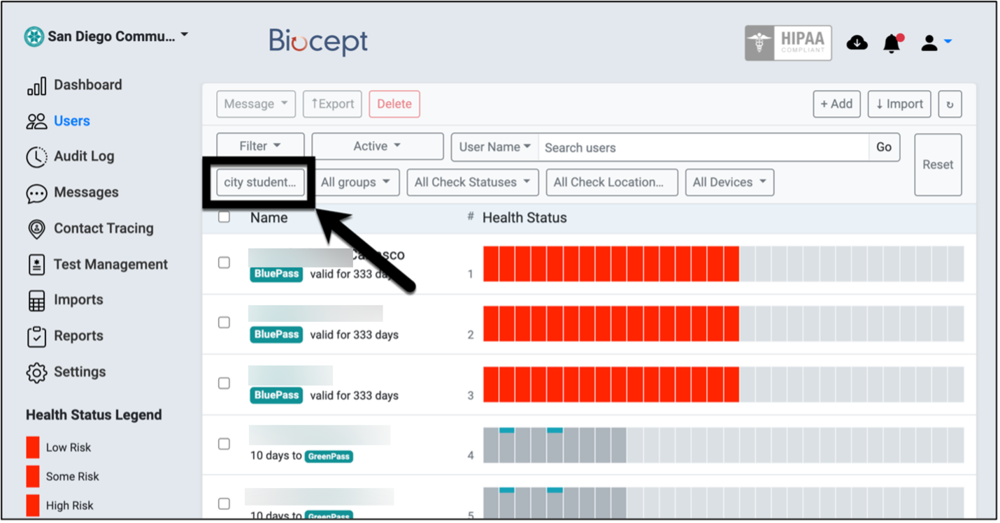 San Diego Commu...
Biocept
HIPAA
COMPLIANT
Dashboard
Users
Audit Log
Messages
Contact Tracing
Test Management
Imports
Reports
Settings
Health Status Legend
Low Risk
Some Risk
High Risk
Message ↑Export Delete + Add ↓ Import ↻
Filter Active User Name Search users Go
Reset
city student... All groups All Check Statuses All Check Location... All Devices
Name # Health Status
BluePass valid for 333 days 1
BluePass valid for 333 days 2
BluePass valid for 333 days 3
10 days to GreenPass 4
10 days to GreenPass 5